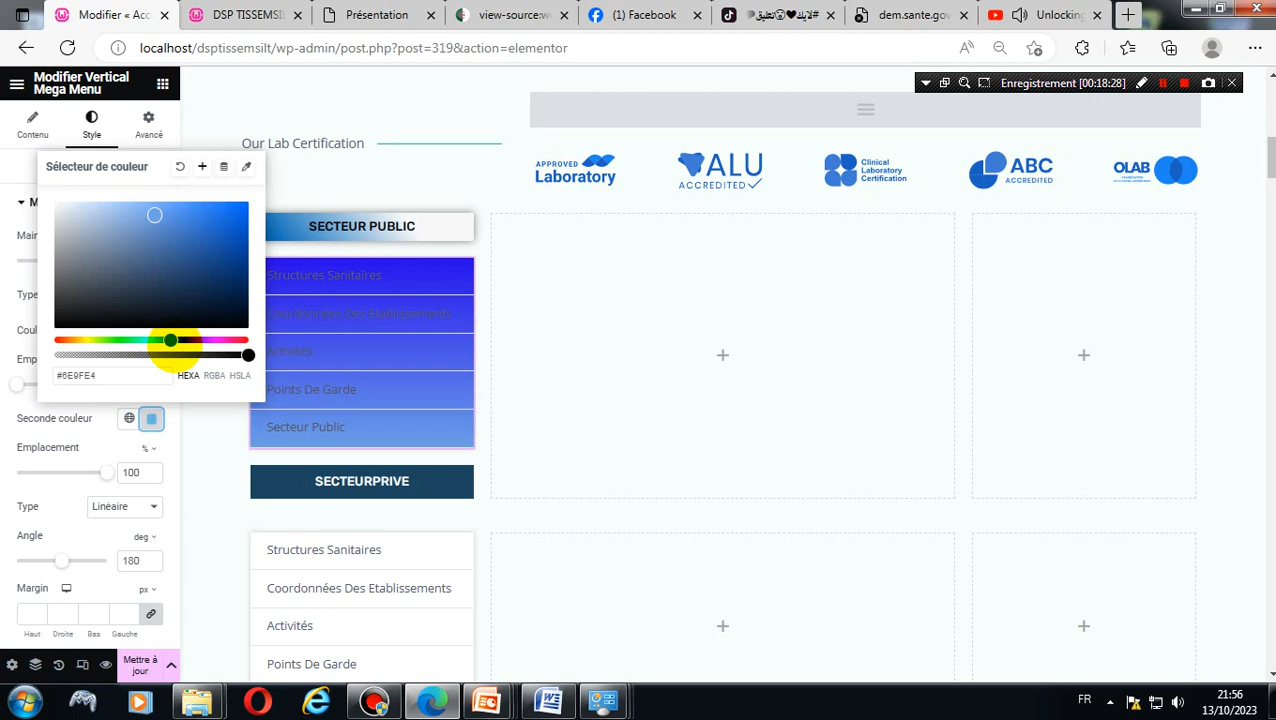 Modifier « Acc
DSP TISSEMSIL
Présentation
view-source:w
(1) Facebook
dem.sante.gov
Unlocking
localhost/dsptissemsilt/wp-admin/post.php?post=319&action=elementor
Modifier Vertical
Mega Menu
Enregistrement [00:18:28]
Contenu
Style
Avancé
Our Lab Certification
APPROVED
Laboratory
ALU
ACCREDITED
Clinical
Laboratory
Certification
ABC
ACCREDITED
OLAB
Sélecteur de couleur
M
Main
Type
Coul
Emp
#6E9FE4
HEXA RGBA HSLA
SECTEUR PUBLIC
Structures Sanitaires
Coordonnées Des Etablissements
Activités
Points De Garde
Secteur Public
Seconde couleur
Emplacement
%
100
Type
Linéaire
Angle
deg
180
Margin
px
Haut Droite Bas Gauche
SECTEURPRIVE
Structures Sanitaires
Coordonnées Des Etablissements
Activités
Points De Garde
Mettre à
jour
FR
21:56
13/10/2023